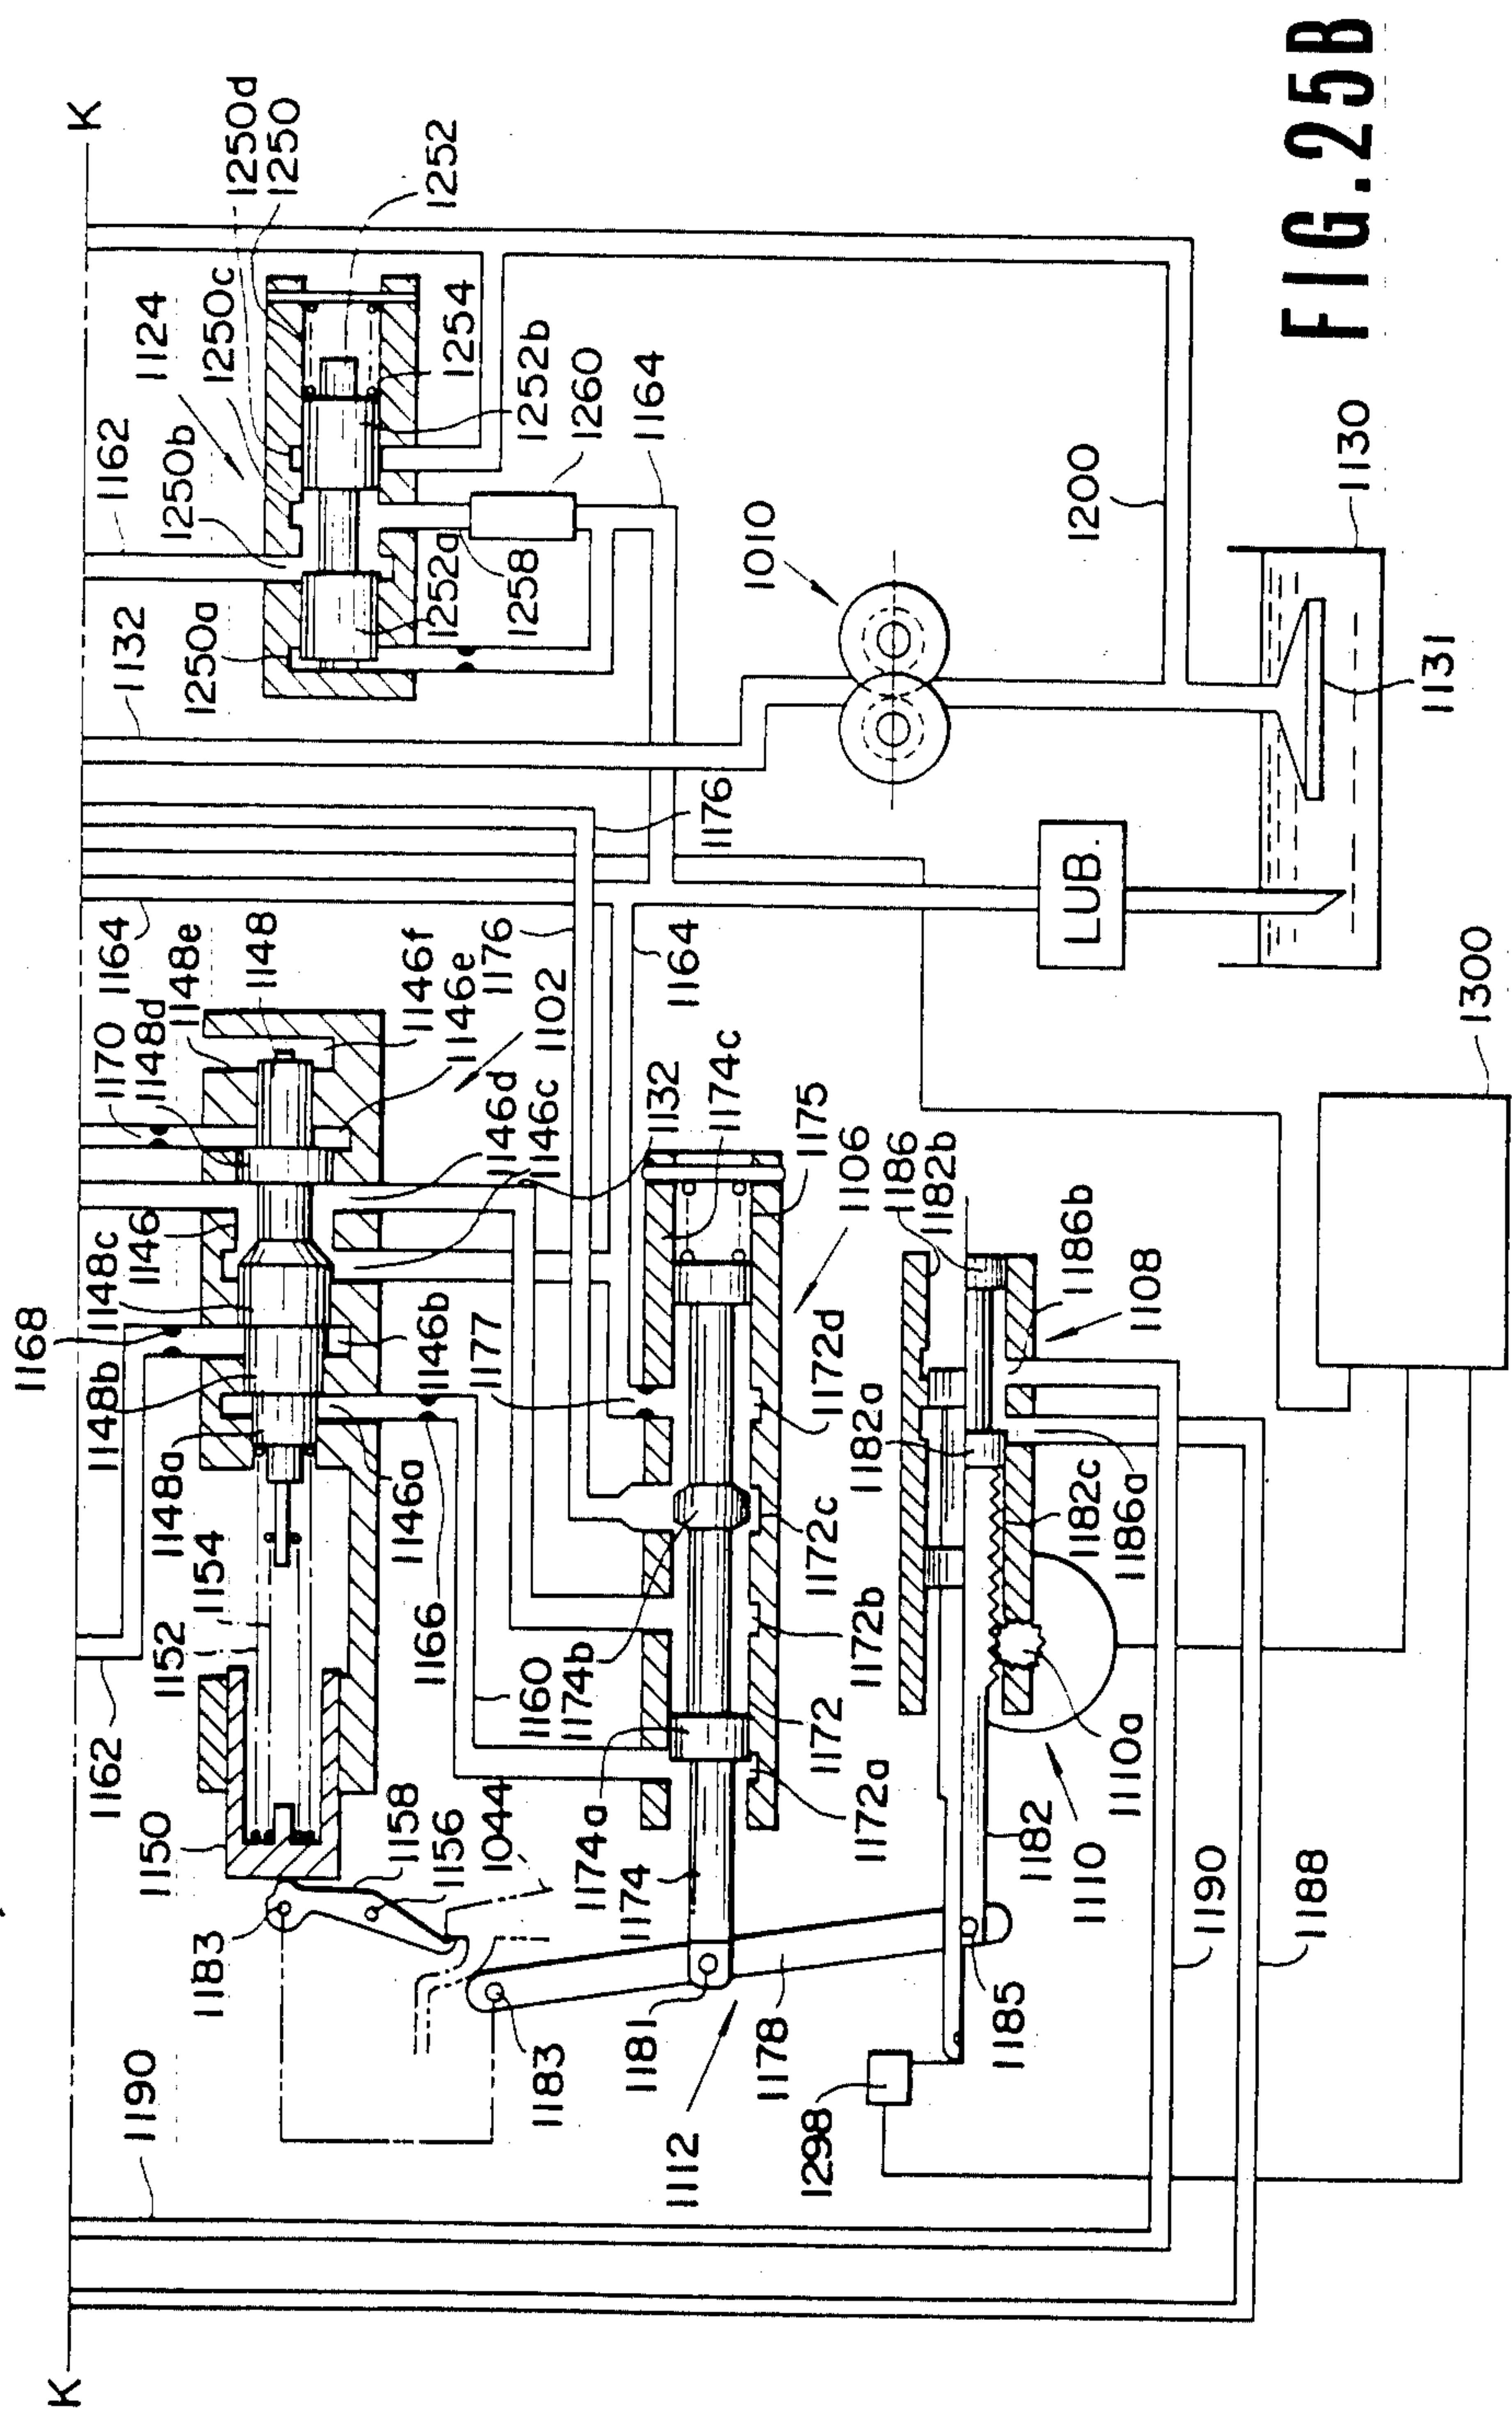 K
K
1190
1162
1168
1170
1164
1132
1162
1124
1250b
1250c
1250d
1250
1252
1150
1152
1154
1148a
1148b
1148c
1146
1148d
1148e
1148
1250a
1183
1158
1156
1044
1166
1146a
1146b
1177
1146c
1146d
1102
1146e
1146f
1176
1252a
1258
1254
1252b
1260
1164
1183
1181
1174
1174a
1160
1174b
1132
1164
1174c
1175
1106
1176
1010
1112
1178
1172a
1172
1172b
1172c
1172d
1182a
1186
1182b
1186b
1108
LUB.
1200
1130
1131
1298
1185
1182
1110
1110a
1182c
1186a
1190
1188
1300
FIG.25B